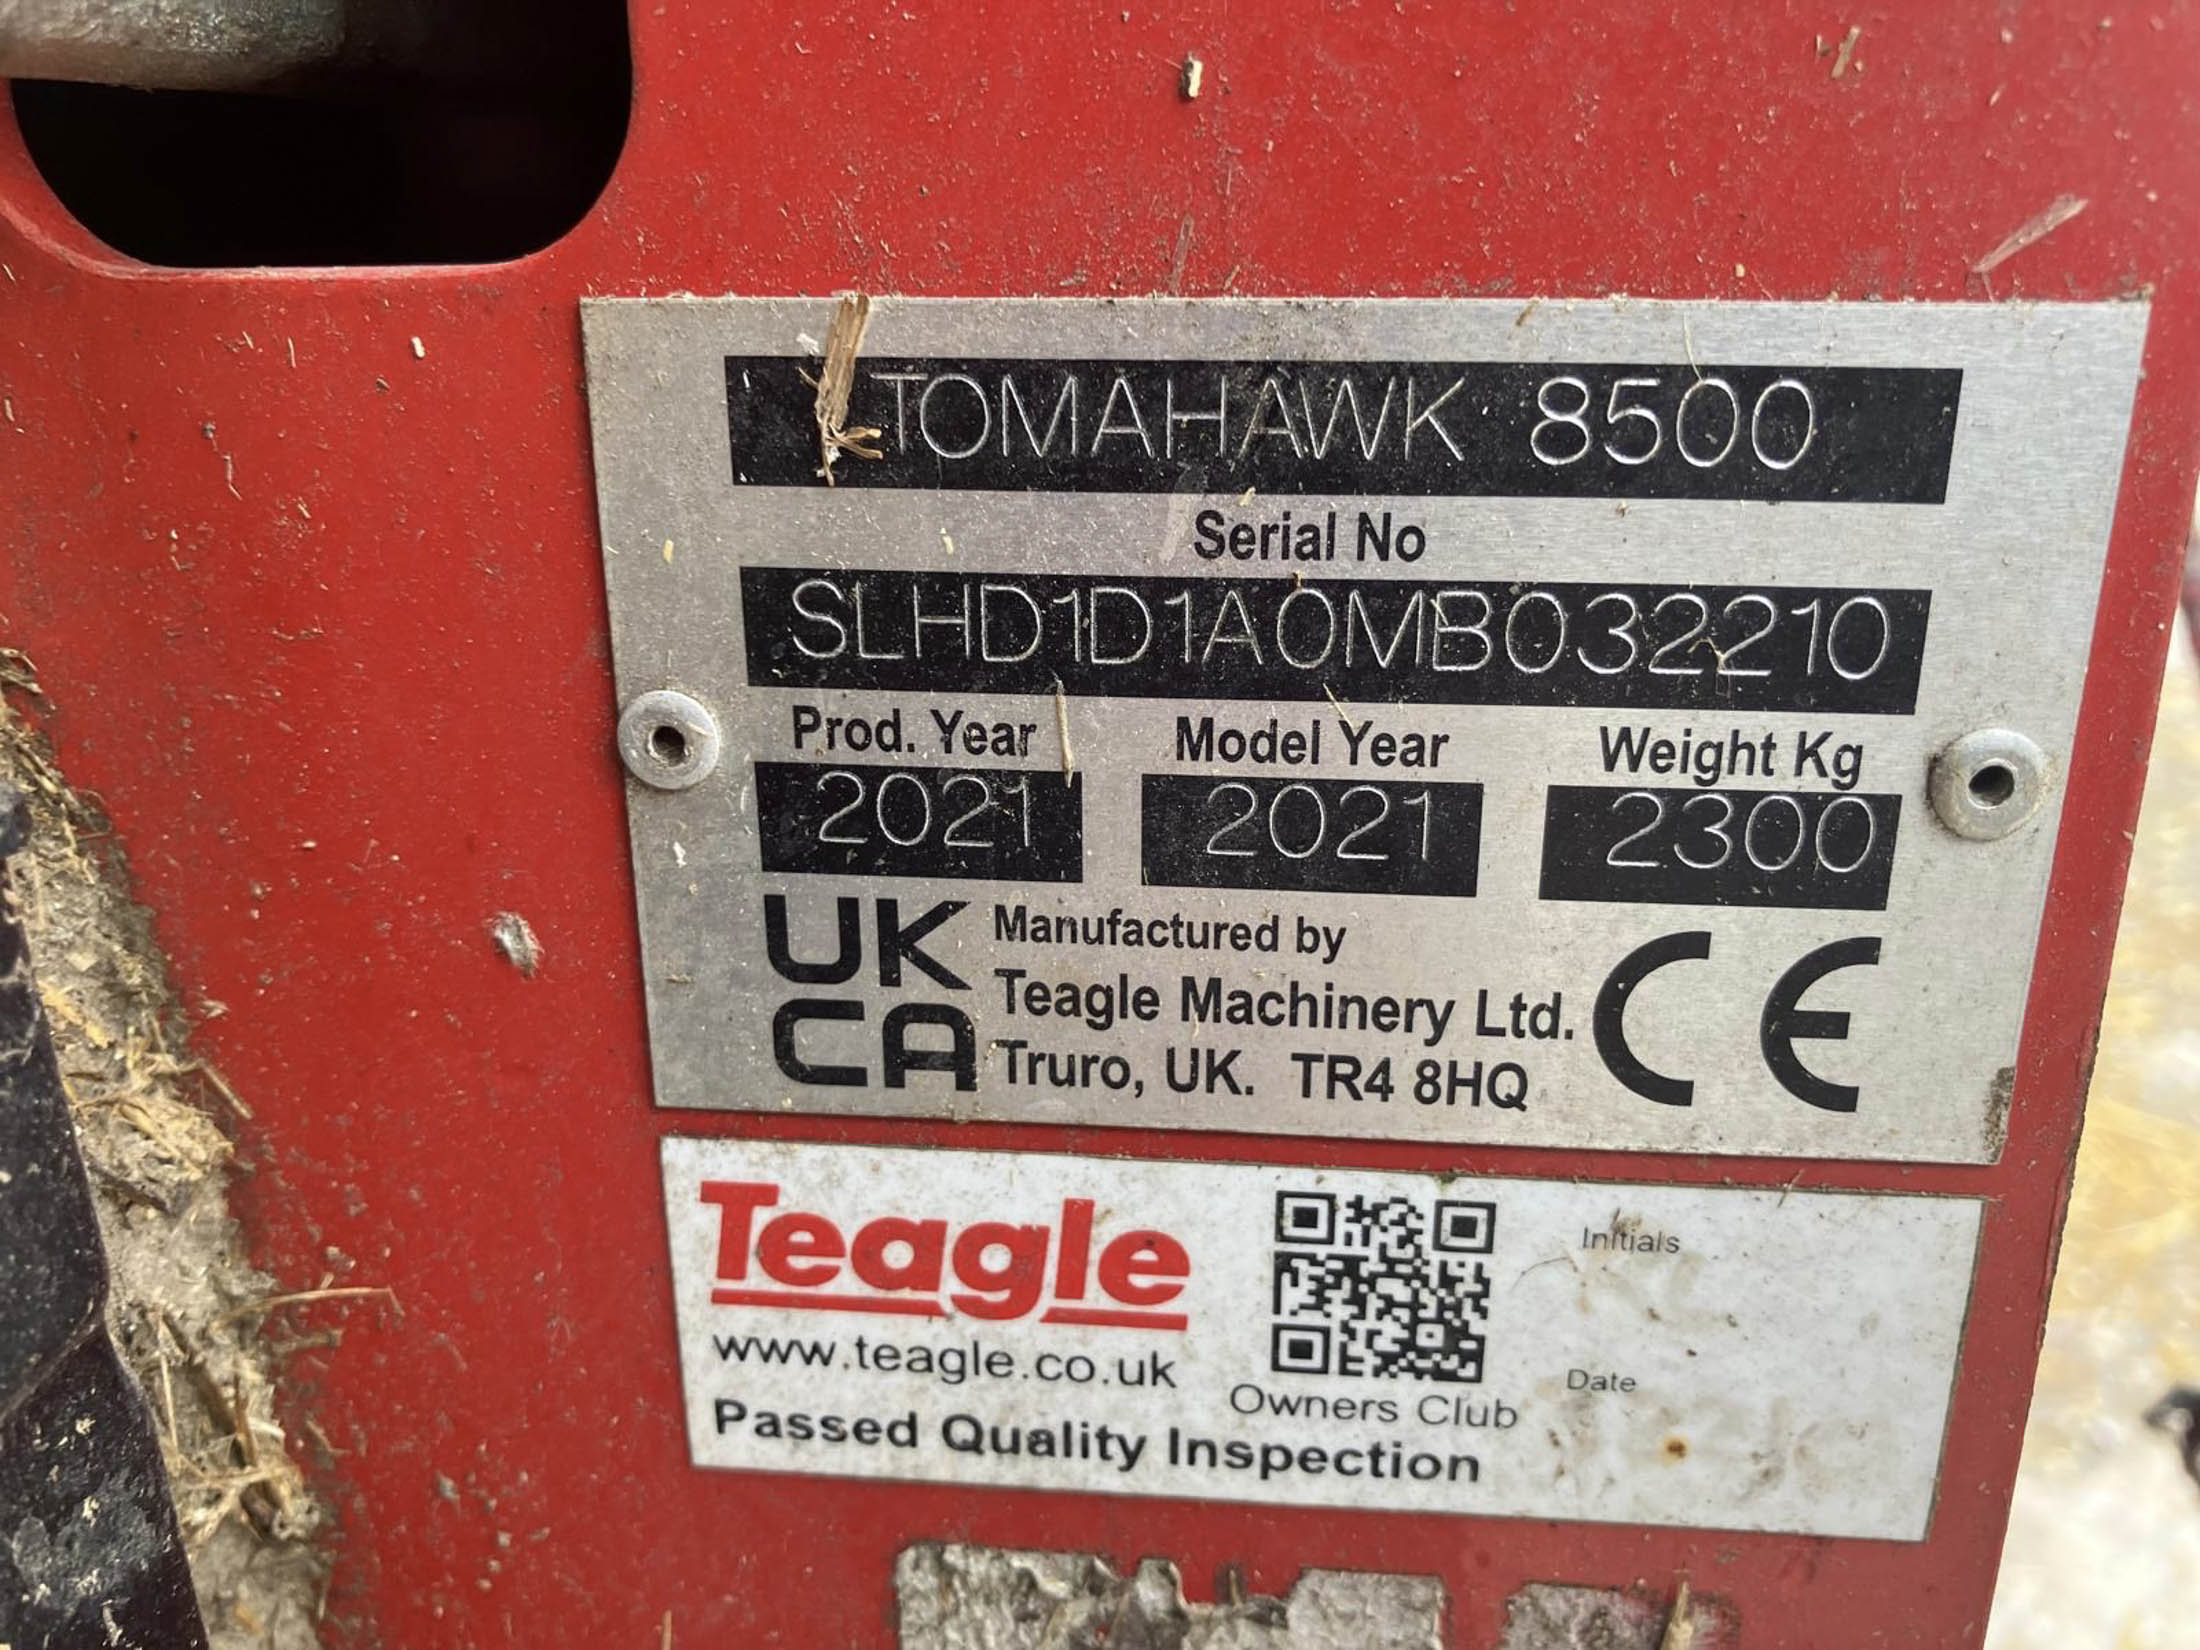 TOMAHAWK 8500
Serial No
SLHD1D1A0MB032210
Prod. Year Model Year Weight Kg
2021 2021 2300
UK CA
Manufactured by
Teagle Machinery Ltd.
Truro, UK. TR4 8HQ
CE
Teagle
www.teagle.co.uk
Passed Quality Inspection
Owners Club
Initials
Date